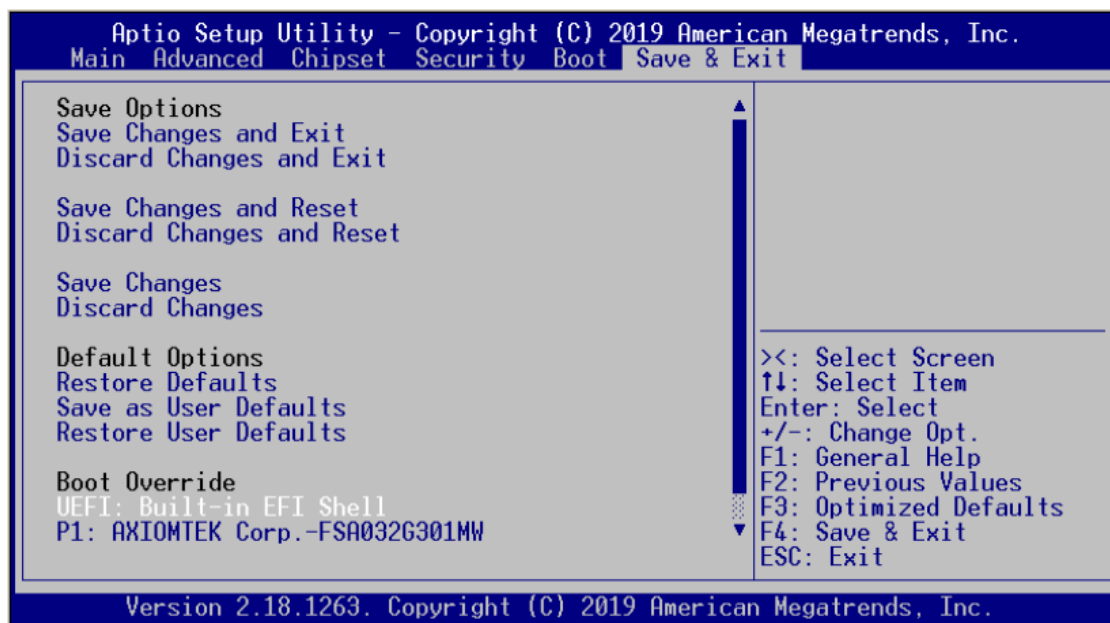 Aptio Setup Utility – Copyright (C) 2019 American Megatrends, Inc.
Main Advanced Chipset Security Boot Save & Exit
Save Options
Save Changes and Exit
Discard Changes and Exit
Save Changes and Reset
Discard Changes and Reset
Save Changes
Discard Changes
Default Options
Restore Defaults
Save as User Defaults
Restore User Defaults
Boot Override
UEFI: Built-in EFI Shell
P1: AXIOMTEK Corp.-FSA032G301MW
><: Select Screen
↑↓: Select Item
Enter: Select
+/-: Change Opt.
F1: General Help
F2: Previous Values
F3: Optimized Defaults
F4: Save & Exit
ESC: Exit
Version 2.18.1263. Copyright (C) 2019 American Megatrends, Inc.